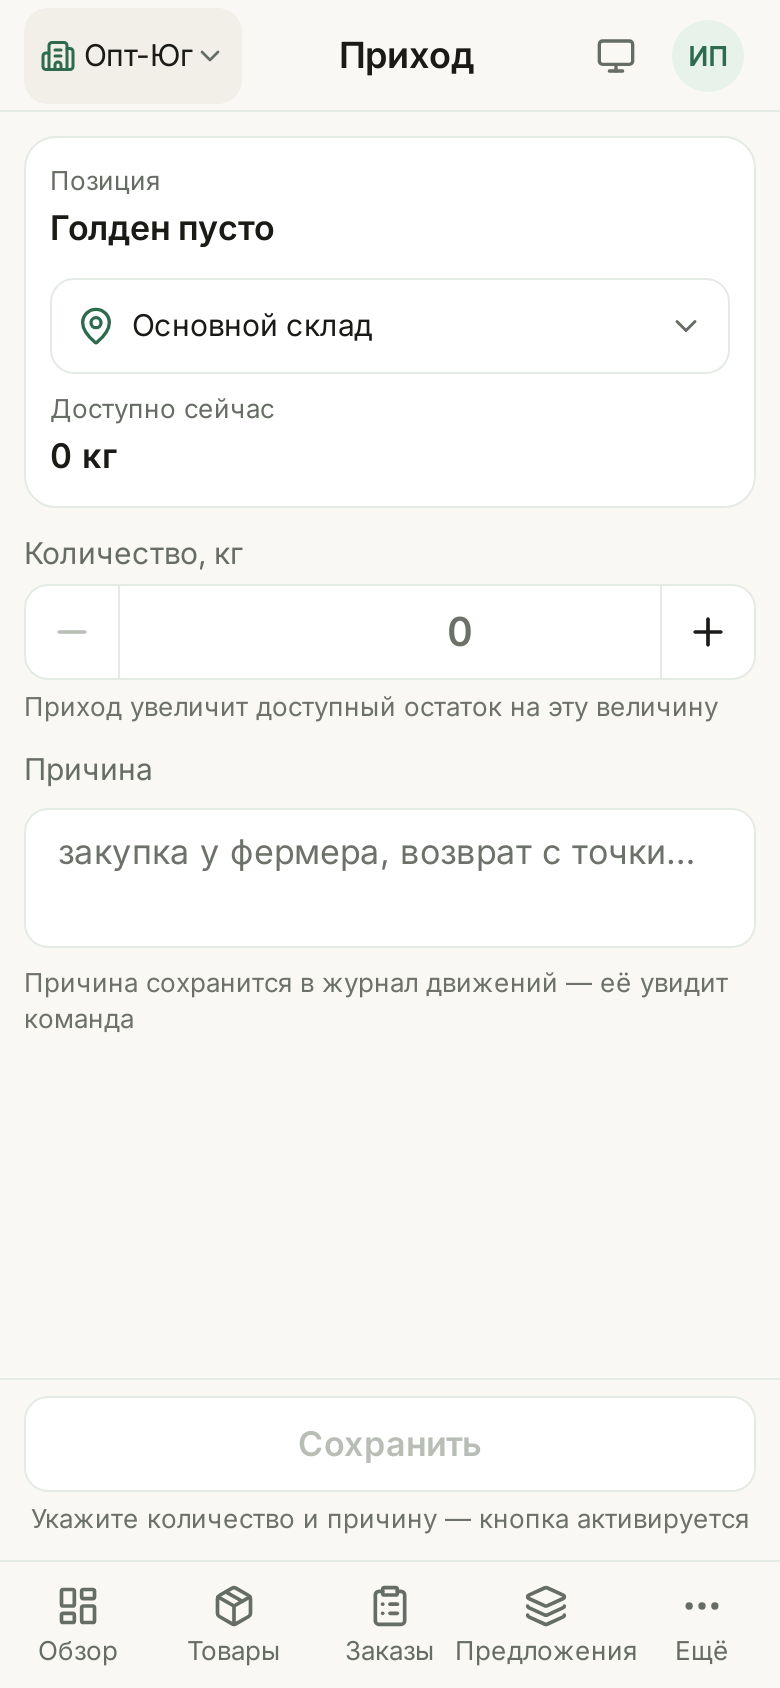 Опт-Юг
Приход
ИП
Позиция
Голден пусто
Основной склад
Доступно сейчас
0 кг
Количество, кг
0
Приход увеличит доступный остаток на эту величину
Причина
закупка у фермера, возврат с точки...
Причина сохранится в журнал движений — её увидит
команда
Сохранить
Укажите количество и причину — кнопка активируется
Обзор
Товары
Заказы
Предложения
Ещё